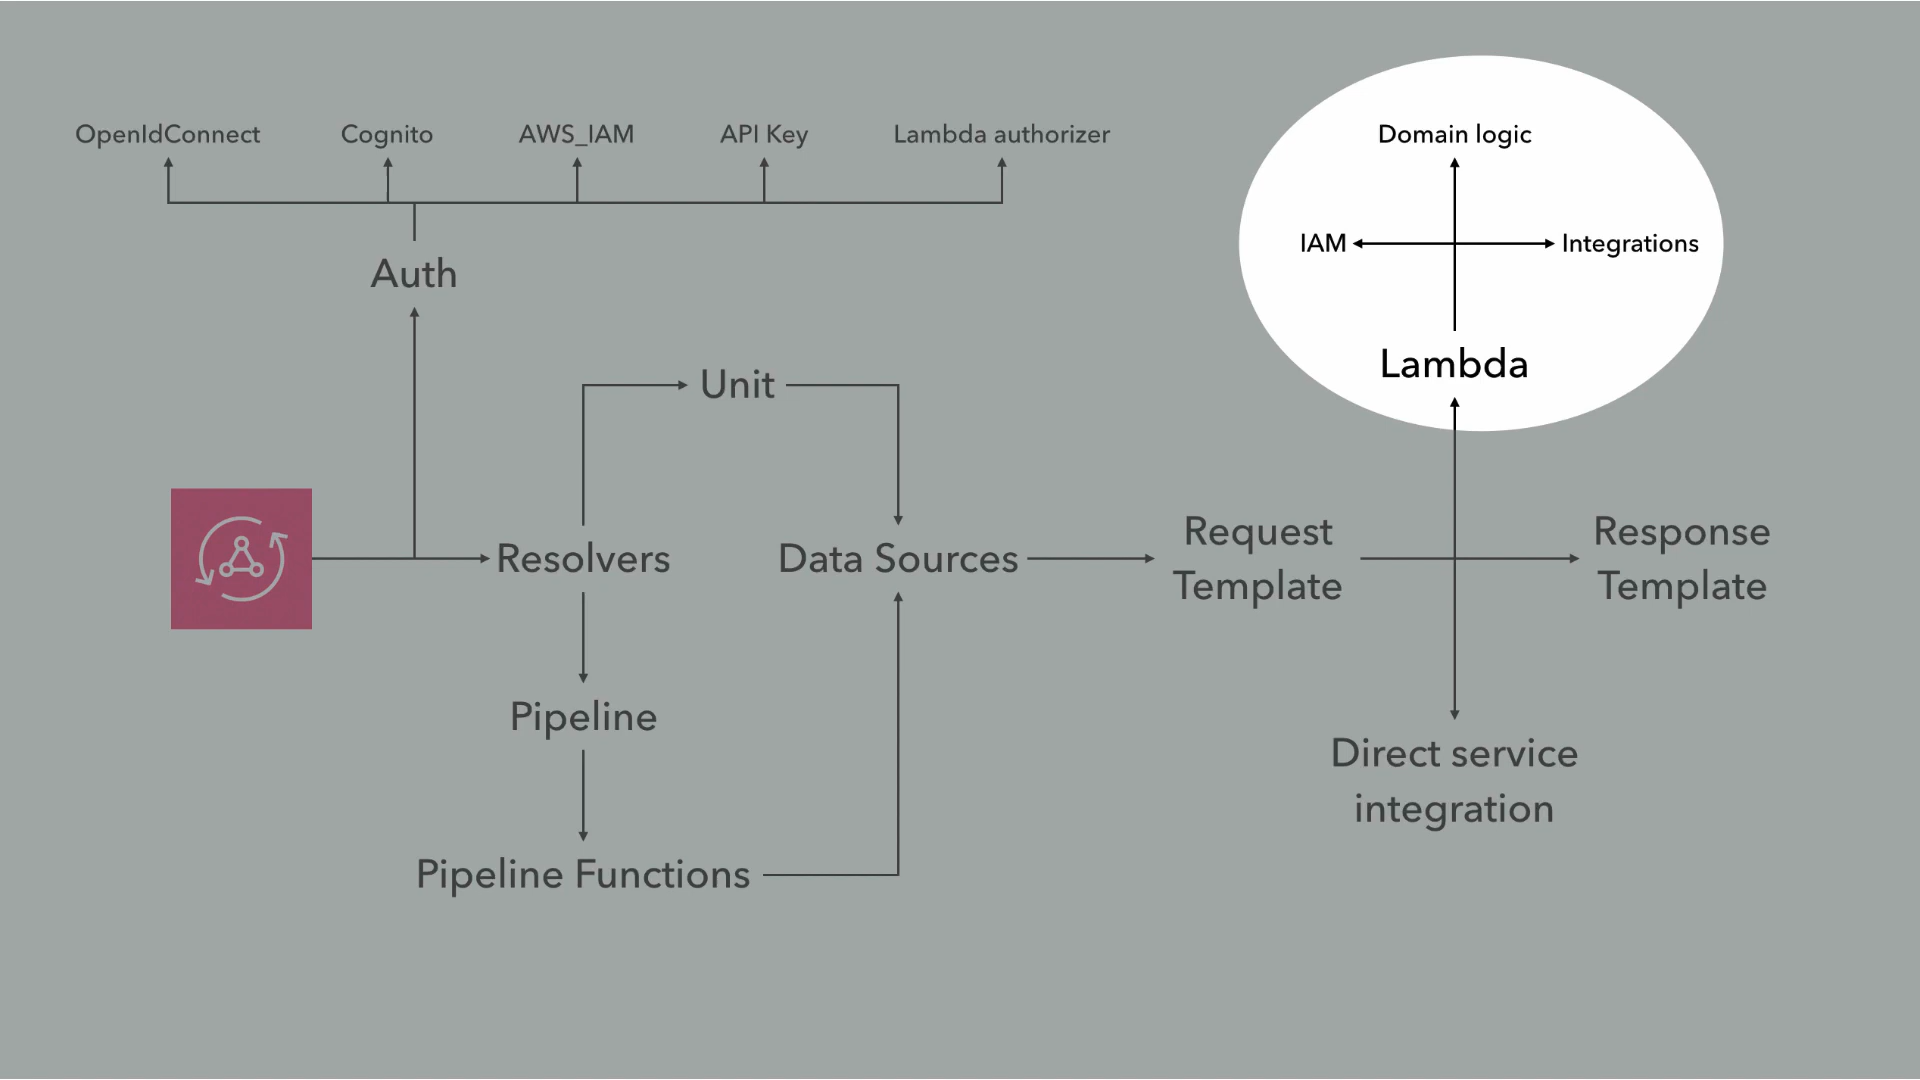 OpenIdConnect
Cognito
AWS_IAM
API Key
Lambda authorizer
Domain logic
IAM
Integrations
Auth
Lambda
Unit
Resolvers
Data Sources
Request
Template
Response
Template
Pipeline
Direct service
integration
Pipeline Functions